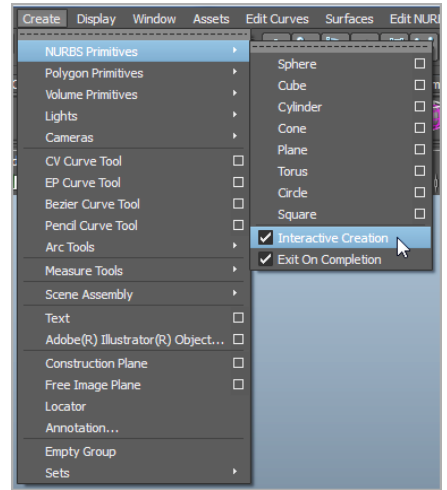 Create Display Window Assets Edit Curves Surfaces Edit NUR
NURBS Primitives
Polygon Primitives
Volume Primitives
Lights
Cameras
CV Curve Tool
EP Curve Tool
Bezier Curve Tool
Pencil Curve Tool
Arc Tools
Measure Tools
Scene Assembly
Text
Adobe(R) Illustrator(R) Object...
Construction Plane
Free Image Plane
Locator
Annotation...
Empty Group
Sets
Sphere
Cube
Cylinder
Cone
Plane
Torus
Circle
Square
Interactive Creation
Exit On Completion